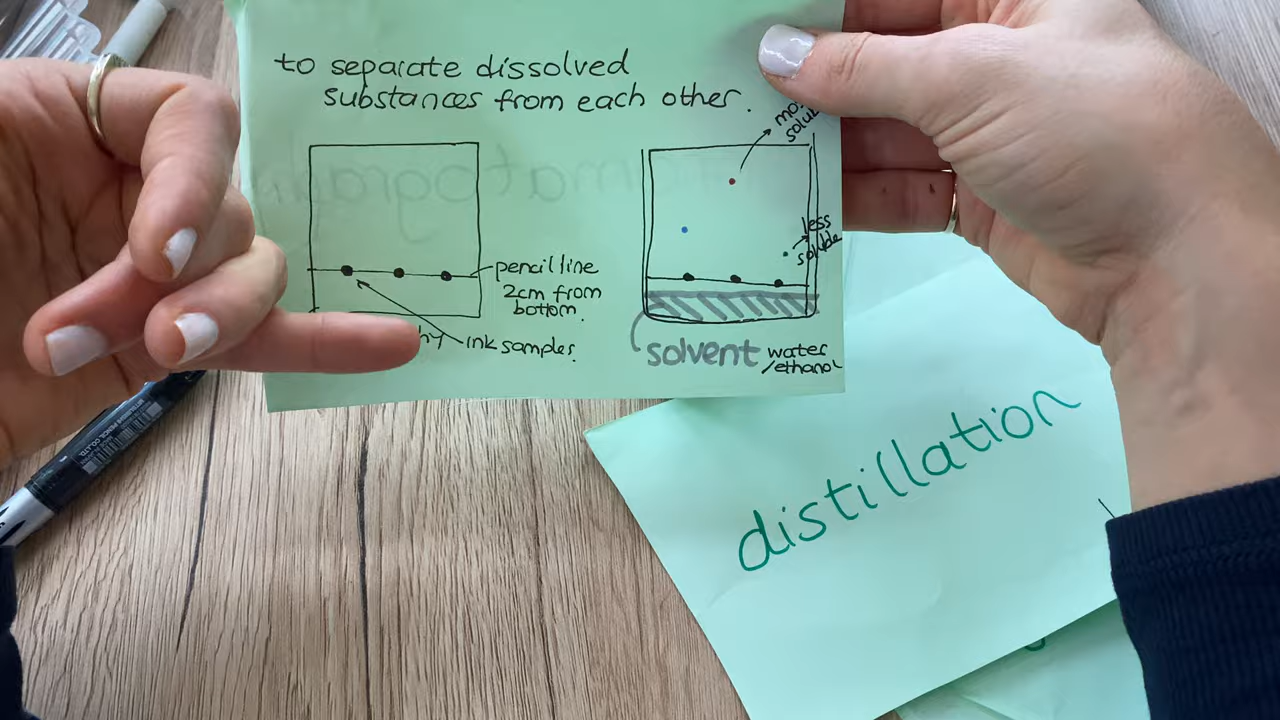 to separate dissolved
substances from each other.
less
soluble
pencil line
2cm from
bottom.
ink samples.
solvent water
/ethanol
distillation